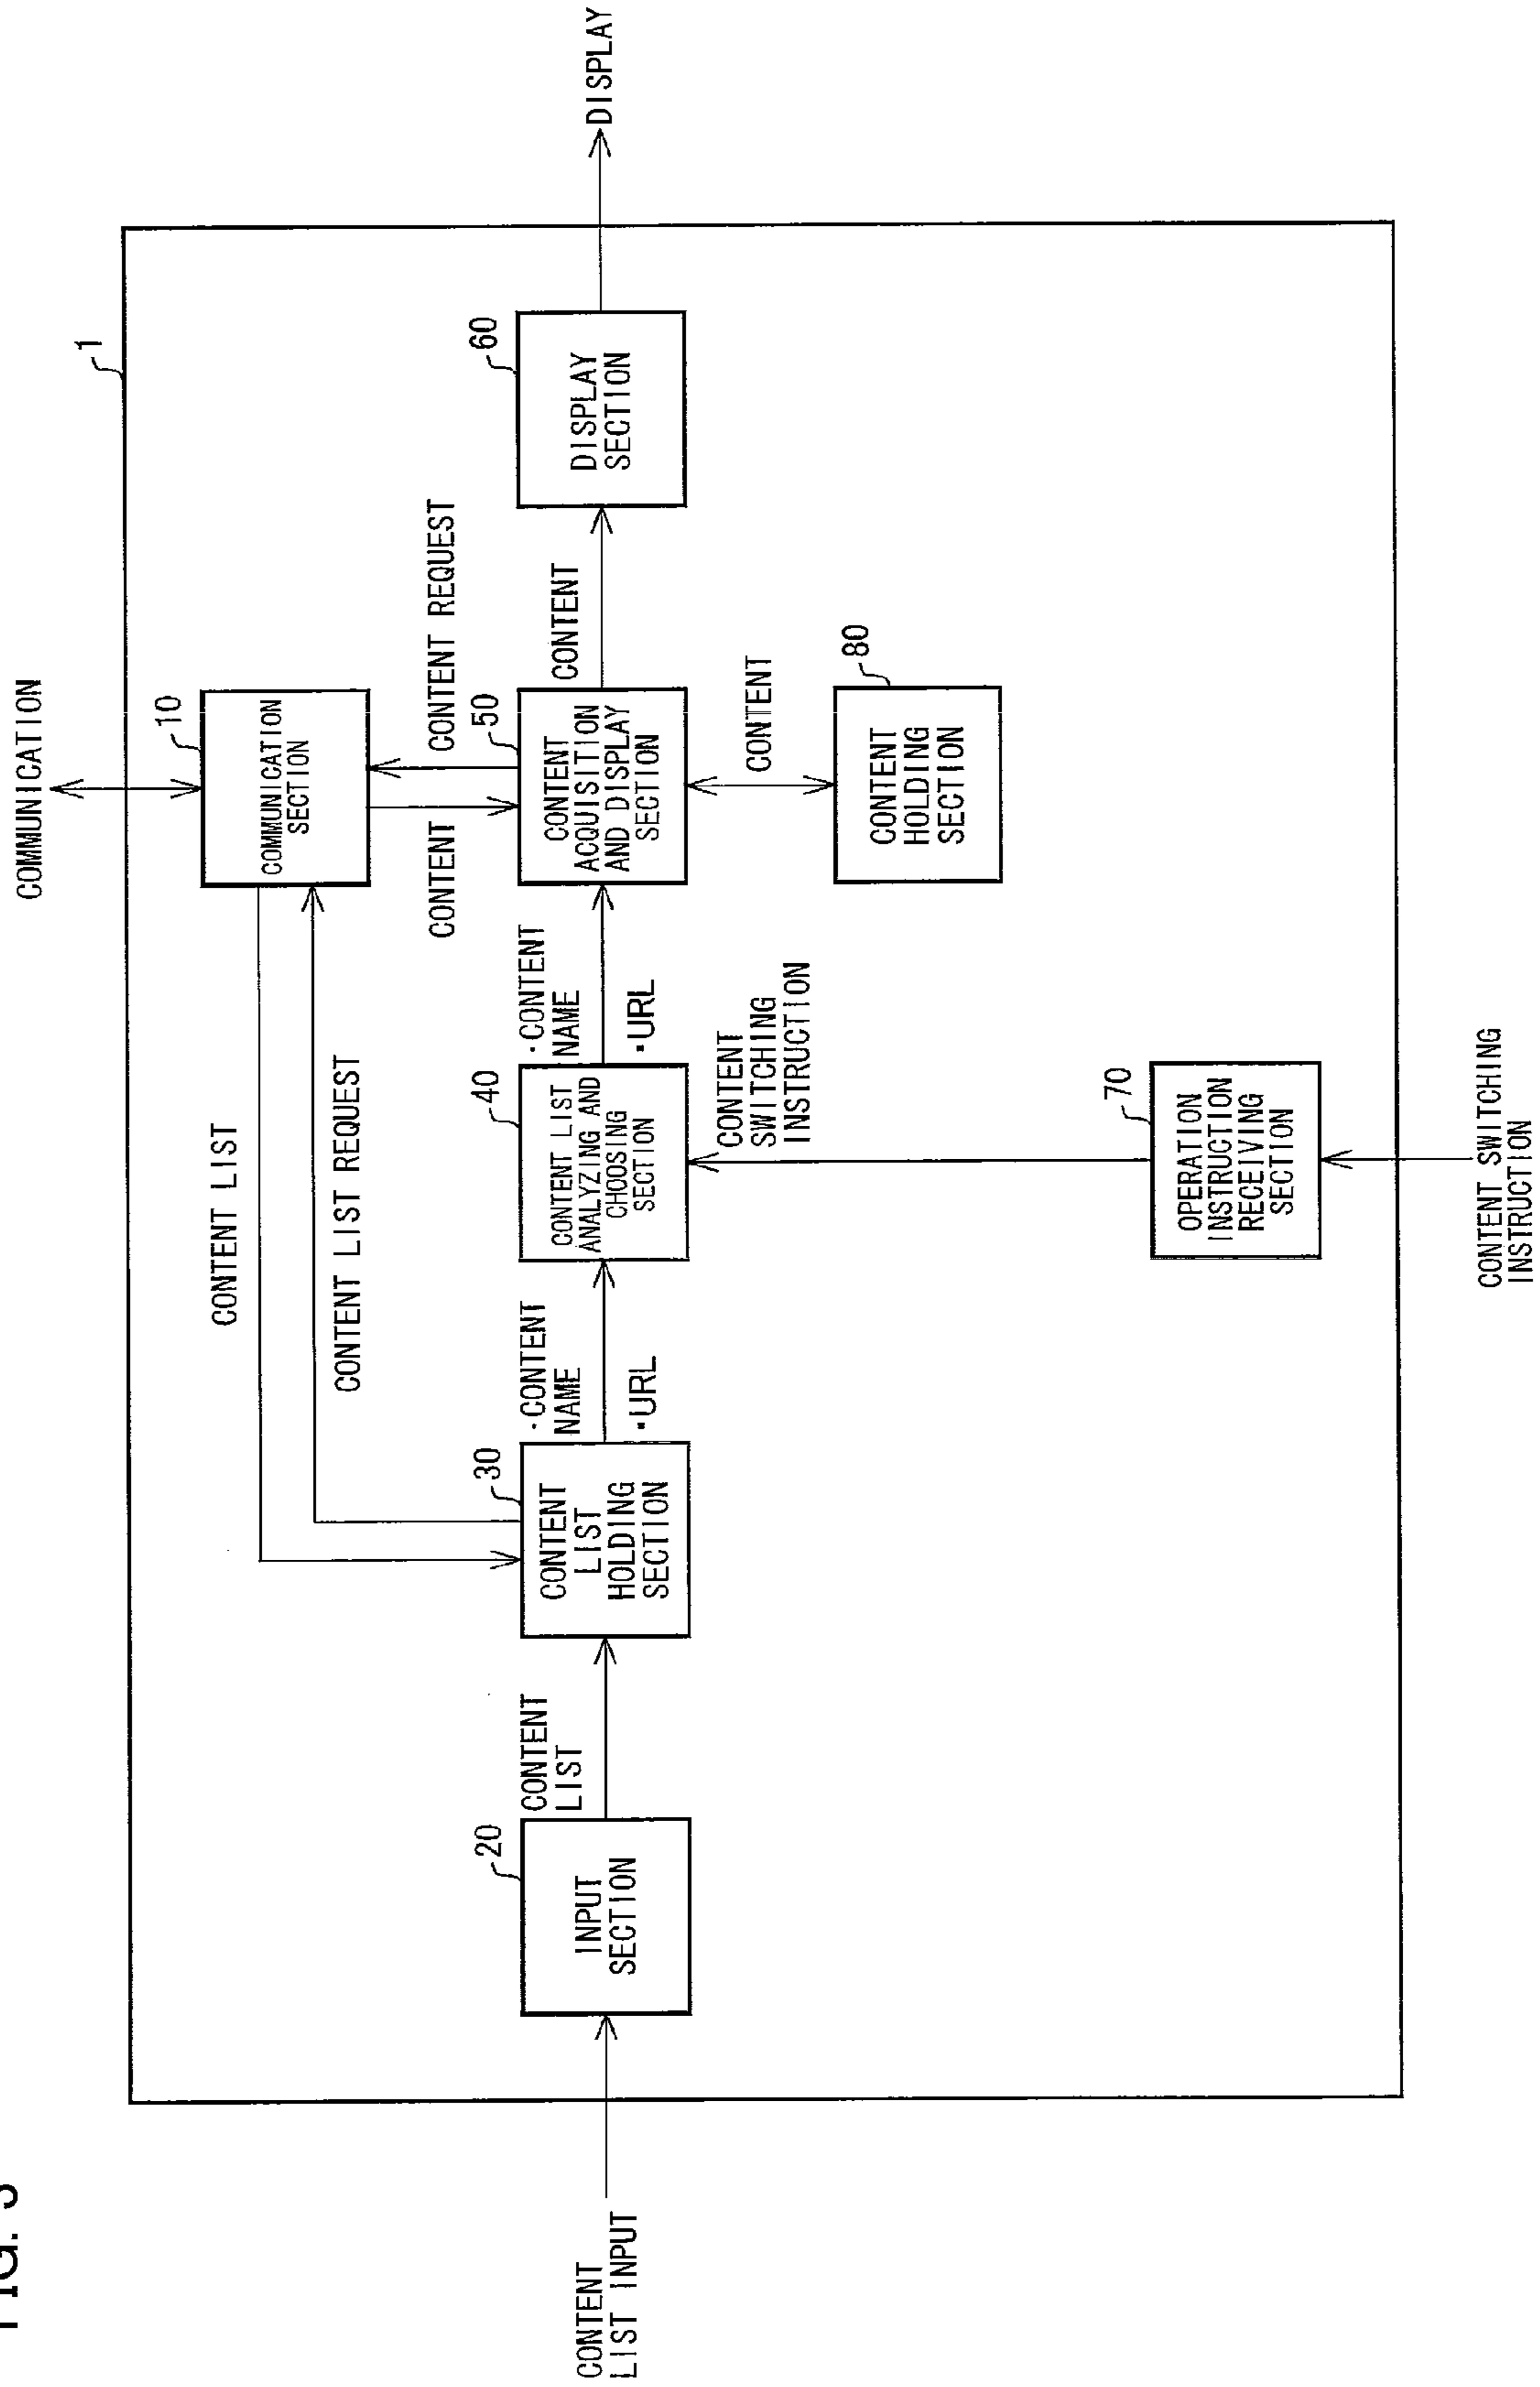 FIG. 3
COMMUNICATION
1
10
COMMUNICATION
SECTION
CONTENT LIST
CONTENT LIST REQUEST
CONTENT
CONTENT REQUEST
CONTENT
LIST INPUT
20
INPUT
SECTION
CONTENT
LIST
30
CONTENT
LIST
HOLDING
SECTION
·CONTENT
NAME
·URL
40
CONTENT LIST
ANALYZING AND
CHOOSING
SECTION
·CONTENT
NAME
·URL
50
CONTENT
ACQUISITION
AND DISPLAY
SECTION
CONTENT
60
DISPLAY
SECTION
DISPLAY
CONTENT
SWITCHING
INSTRUCTION
CONTENT
80
CONTENT
HOLDING
SECTION
70
OPERATION
INSTRUCTION
RECEIVING
SECTION
CONTENT SWITCHING
INSTRUCTION